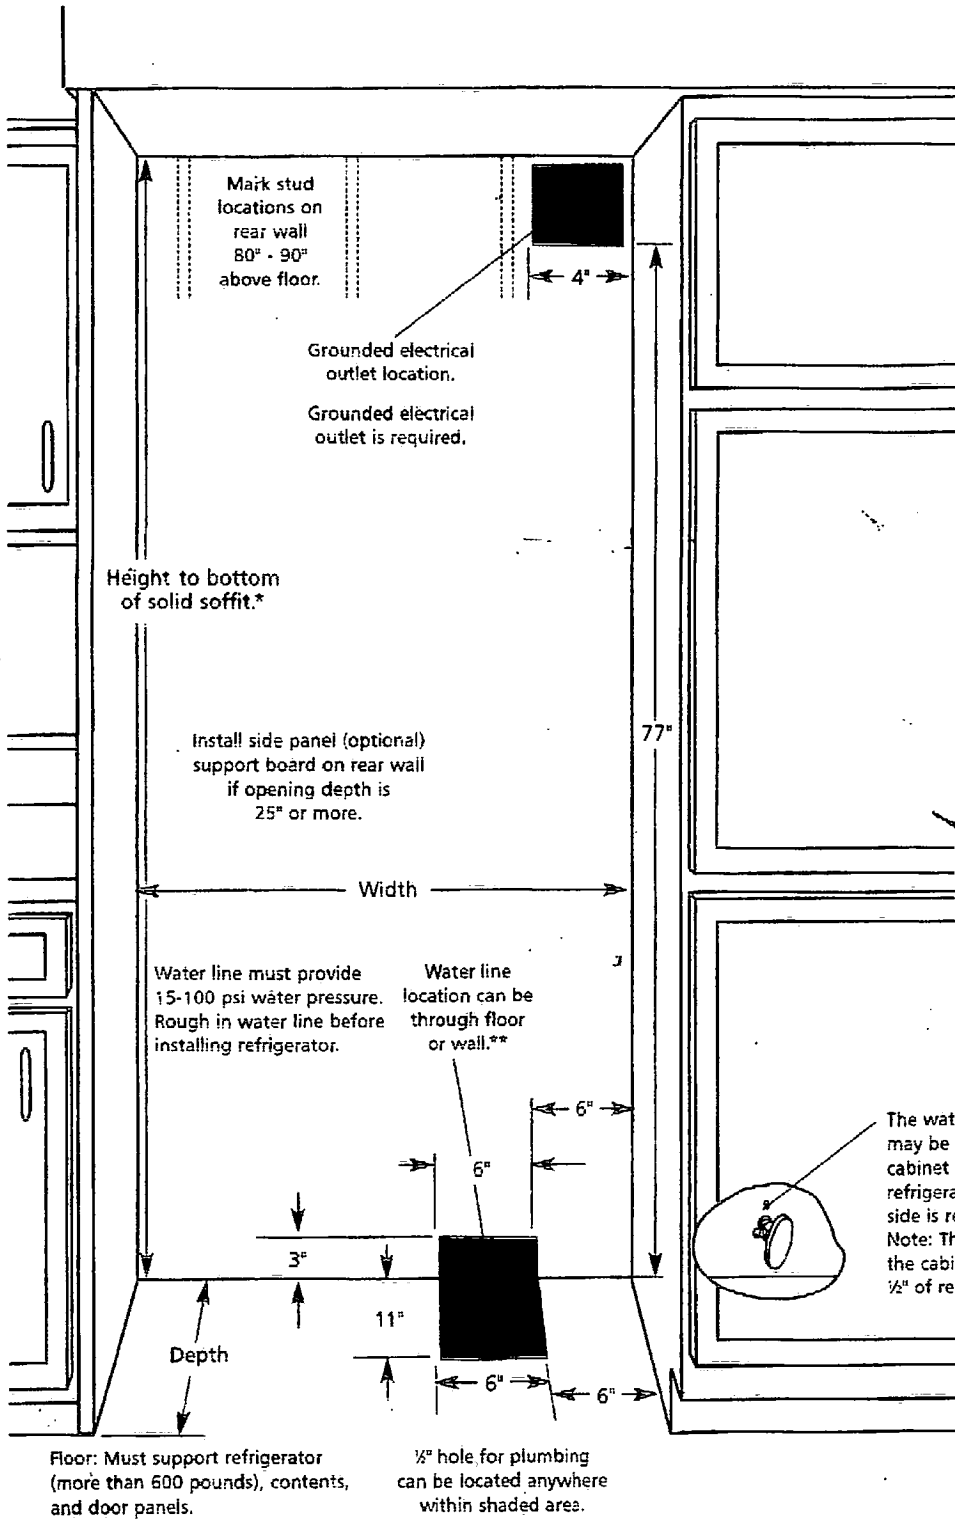 Mark stud
locations on
rear wall
80" - 90"
above floor.
4"
Grounded electrical
outlet location.
Grounded electrical
outlet is required.
Height to bottom
of solid soffit.*
77"
Install side panel (optional)
support board on rear wall
if opening depth is
25" or more.
Width
Water line must provide
15-100 psi water pressure.
Rough in water line before
installing refrigerator.
Water line
location can be
through floor
or wall.**
6"
6"
3"
11"
The wat
may be
cabinet
refrigera
side is re
Note: Th
the cabi
½" of re
Depth
6"
6"
Floor: Must support refrigerator
(more than 600 pounds), contents,
and door panels.
½" hole for plumbing
can be located anywhere
within shaded area.